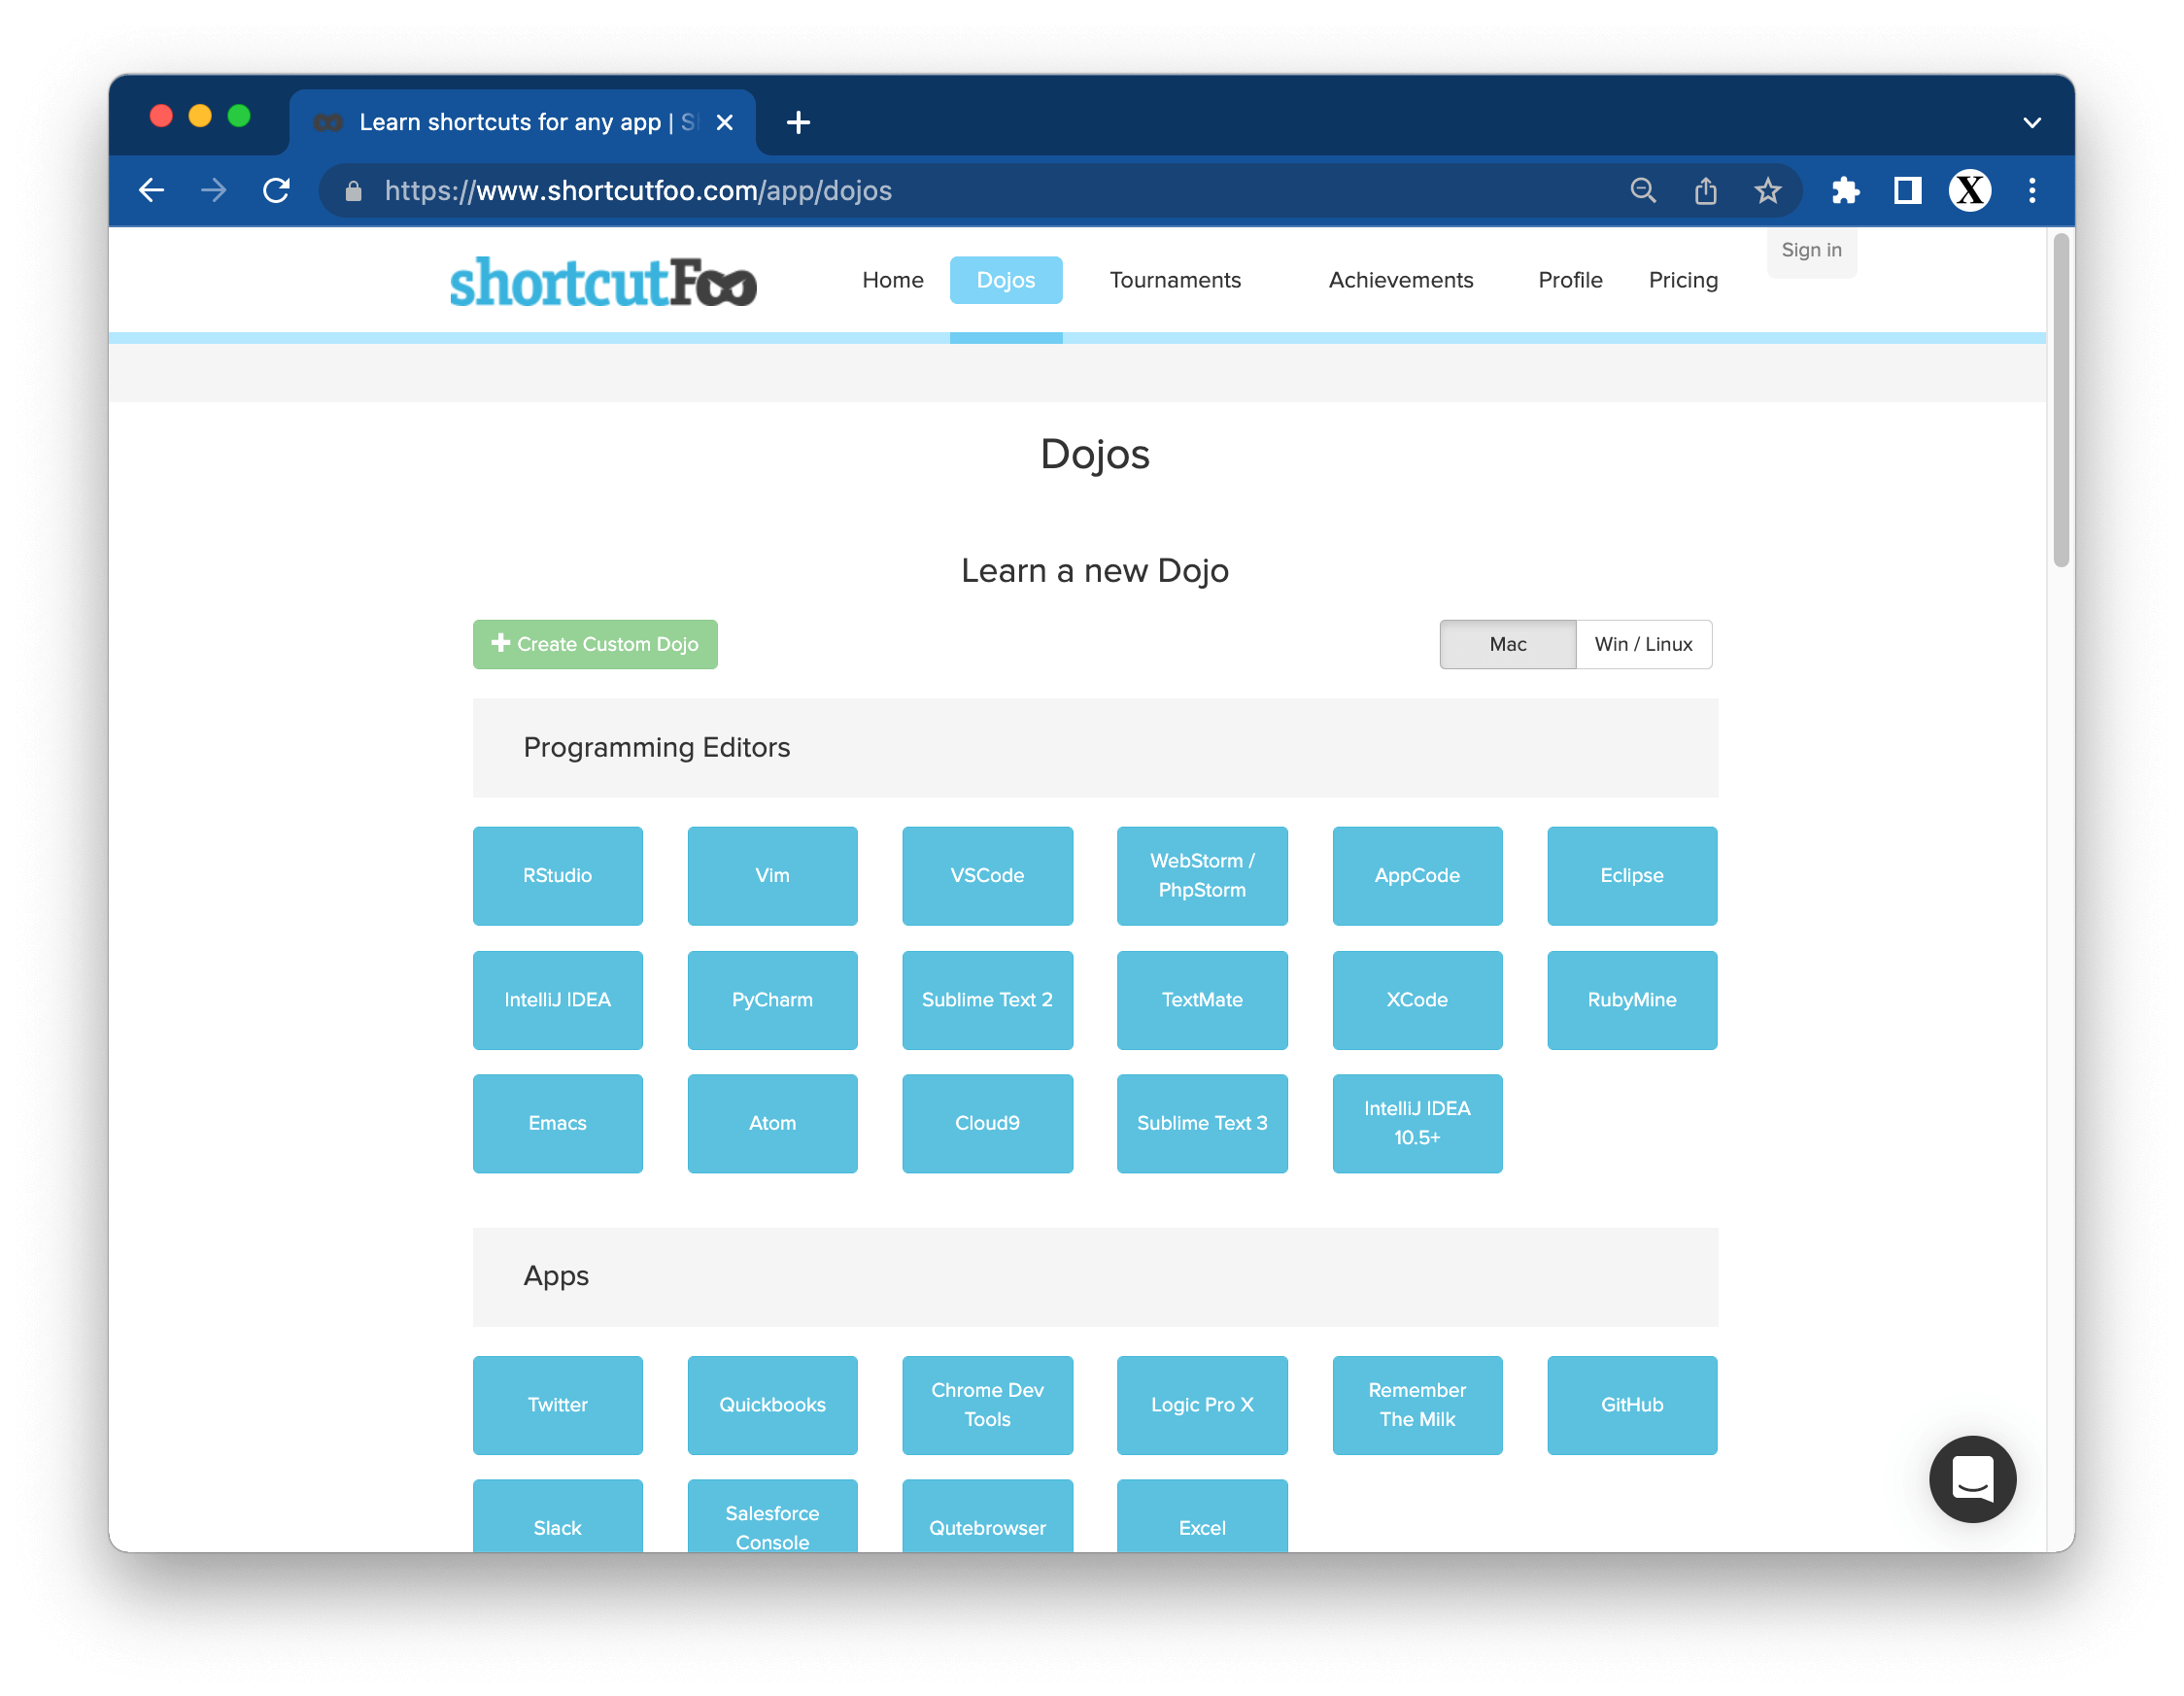 Learn shortcuts for any app | S
https://www.shortcutfoo.com/app/dojos
X
Sign in
shortcutFoo
Home Dojos Tournaments Achievements Profile Pricing
Dojos
Learn a new Dojo
Create Custom Dojo
Mac Win / Linux
Programming Editors
RStudio
Vim
VSCode
WebStorm /
PhpStorm
AppCode
Eclipse
IntelliJ IDEA
PyCharm
Sublime Text 2
TextMate
XCode
RubyMine
Emacs
Atom
Cloud9
Sublime Text 3
IntelliJ IDEA
10.5+
Apps
Twitter
Quickbooks
Chrome Dev
Tools
Logic Pro X
Remember
The Milk
GitHub
Slack
Salesforce
Console
Qutebrowser
Excel